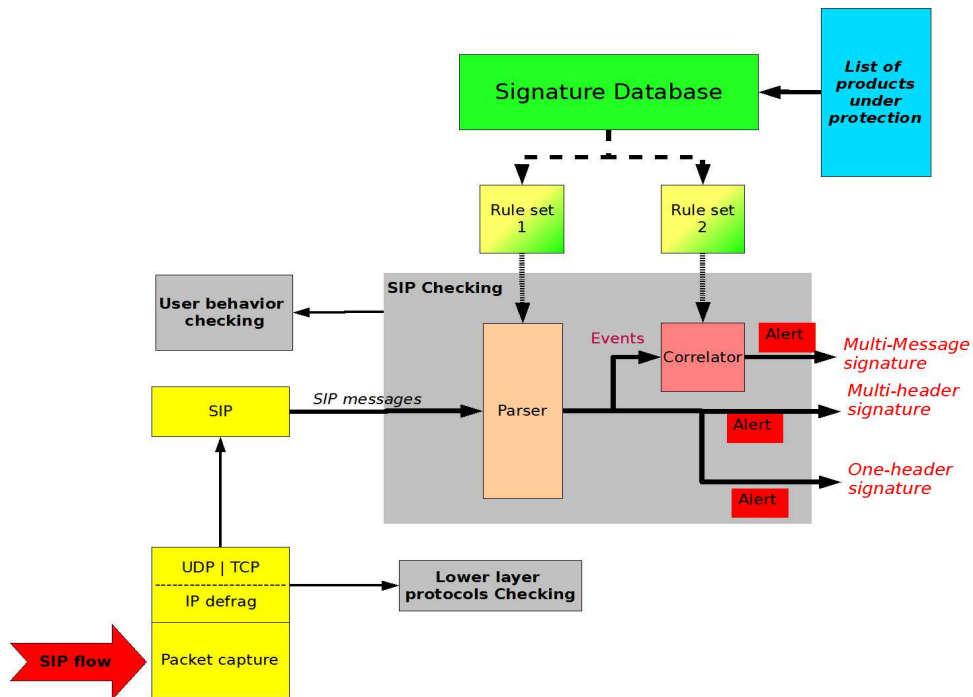 List of
products
under
protection
Signature Database
Rule set
1
Rule set
2
SIP Checking
User behavior
checking
Events
Correlator
Alert
Multi-Message
signature
SIP
SIP messages
Parser
Multi-header
signature
Alert
One-header
signature
Alert
UDP | TCP
IP defrag
Lower layer
protocols Checking
SIP flow
Packet capture